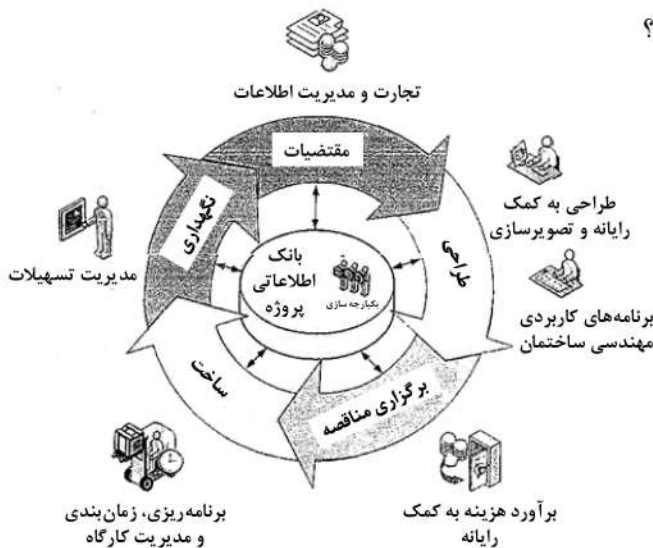 ؟
تجارت و مدیریت اطلاعات
مقتضیات
طراحی به کمک
رایانه و تصویرسازی
نگهداری
طراحی
بانک
اطلاعاتی
پروژه
یکپارچه سازی
مدیریت تسهیلات
برنامه‌های کاربردی
مهندسی ساختمان
ساخت
برگزاری مناقصه
برنامه‌ریزی، زمان‌بندی
و مدیریت کارگاه
برآورد هزینه به کمک
رایانه